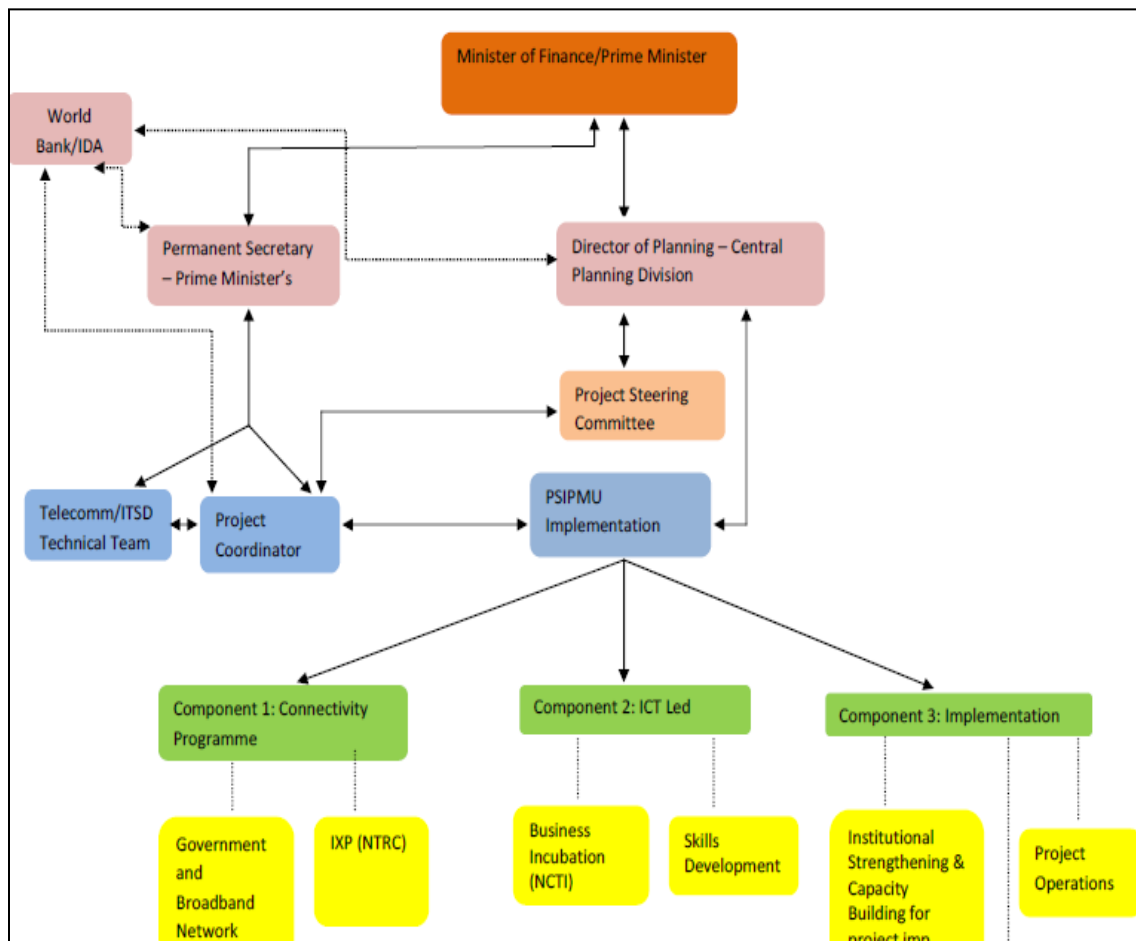 Minister of Finance/Prime Minister
World
Bank/IDA
Permanent Secretary
– Prime Minister's
Director of Planning – Central
Planning Division
Project Steering
Committee
Telecomm/ITSD
Technical Team
Project
Coordinator
PSIPMU
Implementation
Component 1: Connectivity
Programme
Component 2: ICT Led
Component 3: Implementation
Government
and
Broadband
Network
IXP (NTRC)
Business
Incubation
(NCTI)
Skills
Development
Institutional
Strengthening &
Capacity
Building for
project imp
Project
Operations